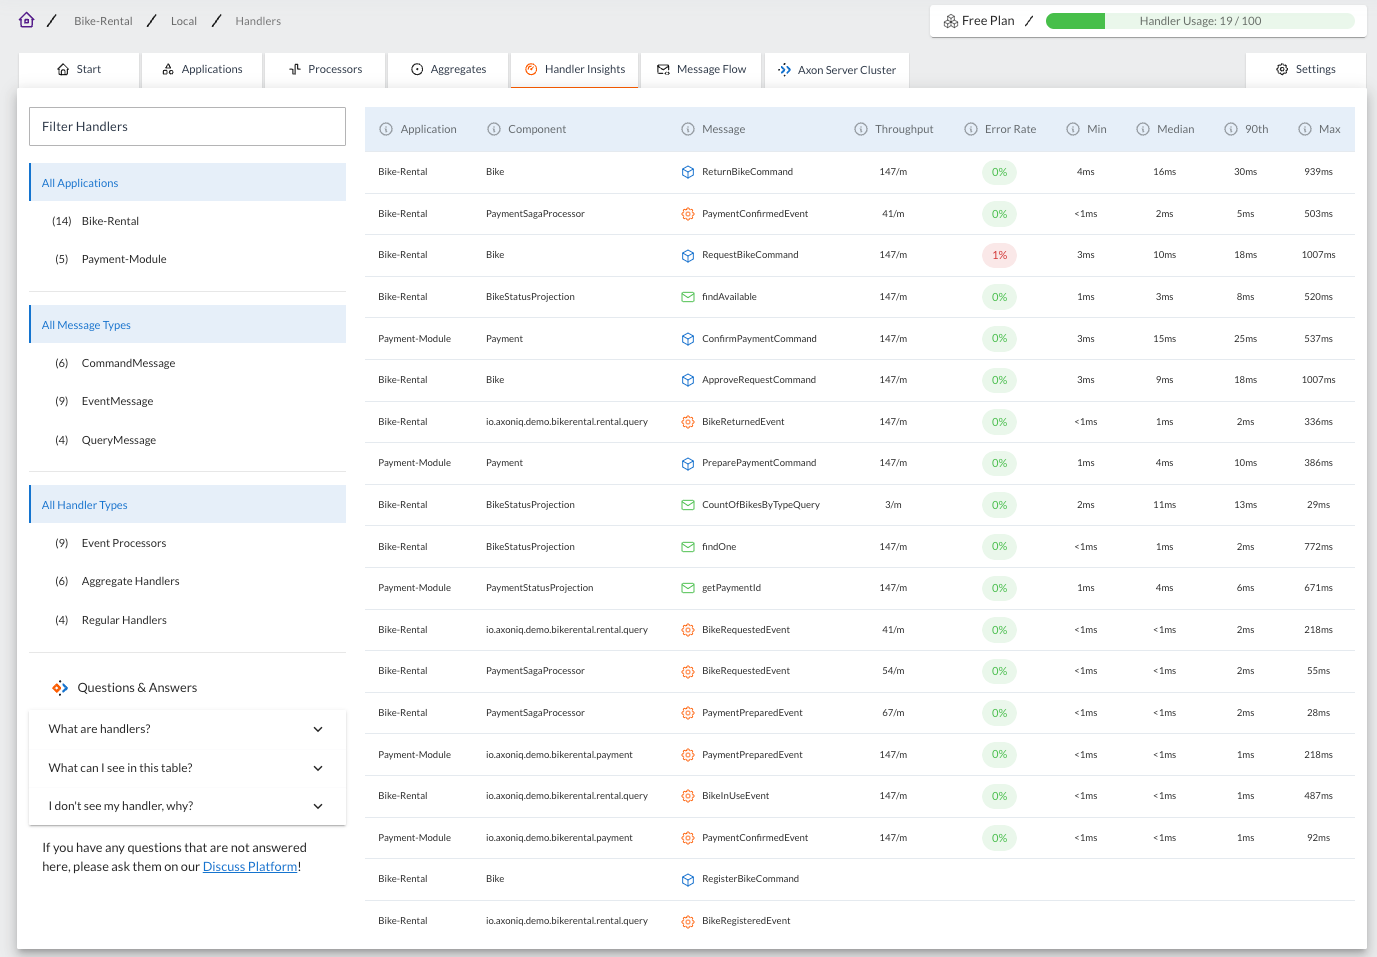 Bike-Rental / Local / Handlers
Free Plan / Handler Usage: 19 / 100
Start Applications Processors Aggregates Handler Insights Message Flow Axon Server Cluster Settings
Filter Handlers
All Applications
(14) Bike-Rental
(5) Payment-Module
All Message Types
(6) CommandMessage
(9) EventMessage
(4) QueryMessage
All Handler Types
(9) Event Processors
(6) Aggregate Handlers
(4) Regular Handlers
Questions & Answers
What are handlers?
What can I see in this table?
I don't see my handler, why?
If you have any questions that are not answered
here, please ask them on our Discuss Platform!
Application Component Message Throughput Error Rate Min Median 90th Max
Bike-Rental Bike ReturnBikeCommand 147/m 0% 4ms 16ms 30ms 939ms
Bike-Rental PaymentSagaProcessor PaymentConfirmedEvent 41/m 0% <1ms 2ms 5ms 503ms
Bike-Rental Bike RequestBikeCommand 147/m 1% 3ms 10ms 18ms 1007ms
Bike-Rental BikeStatusProjection findAvailable 147/m 0% 1ms 3ms 8ms 520ms
Payment-Module Payment ConfirmPaymentCommand 147/m 0% 3ms 15ms 25ms 537ms
Bike-Rental Bike ApproveRequestCommand 147/m 0% 3ms 9ms 18ms 1007ms
Bike-Rental io.axoniq.demo.bikerental.rental.query BikeReturnedEvent 147/m 0% <1ms 1ms 2ms 336ms
Payment-Module Payment PreparePaymentCommand 147/m 0% 1ms 4ms 10ms 386ms
Bike-Rental BikeStatusProjection CountOfBikesByTypeQuery 3/m 0% 2ms 11ms 13ms 29ms
Bike-Rental BikeStatusProjection findOne 147/m 0% <1ms 1ms 2ms 772ms
Payment-Module PaymentStatusProjection getPaymentId 147/m 0% 1ms 4ms 6ms 671ms
Bike-Rental io.axoniq.demo.bikerental.rental.query BikeRequestedEvent 41/m 0% <1ms <1ms 2ms 218ms
Bike-Rental PaymentSagaProcessor BikeRequestedEvent 54/m 0% <1ms <1ms 2ms 55ms
Bike-Rental PaymentSagaProcessor PaymentPreparedEvent 67/m 0% <1ms <1ms 2ms 28ms
Payment-Module io.axoniq.demo.bikerental.payment PaymentPreparedEvent 147/m 0% <1ms <1ms 1ms 218ms
Bike-Rental io.axoniq.demo.bikerental.rental.query BikeInUseEvent 147/m 0% <1ms <1ms 1ms 487ms
Payment-Module io.axoniq.demo.bikerental.payment PaymentConfirmedEvent 147/m 0% <1ms <1ms 1ms 92ms
Bike-Rental Bike RegisterBikeCommand
Bike-Rental io.axoniq.demo.bikerental.rental.query BikeRegisteredEvent